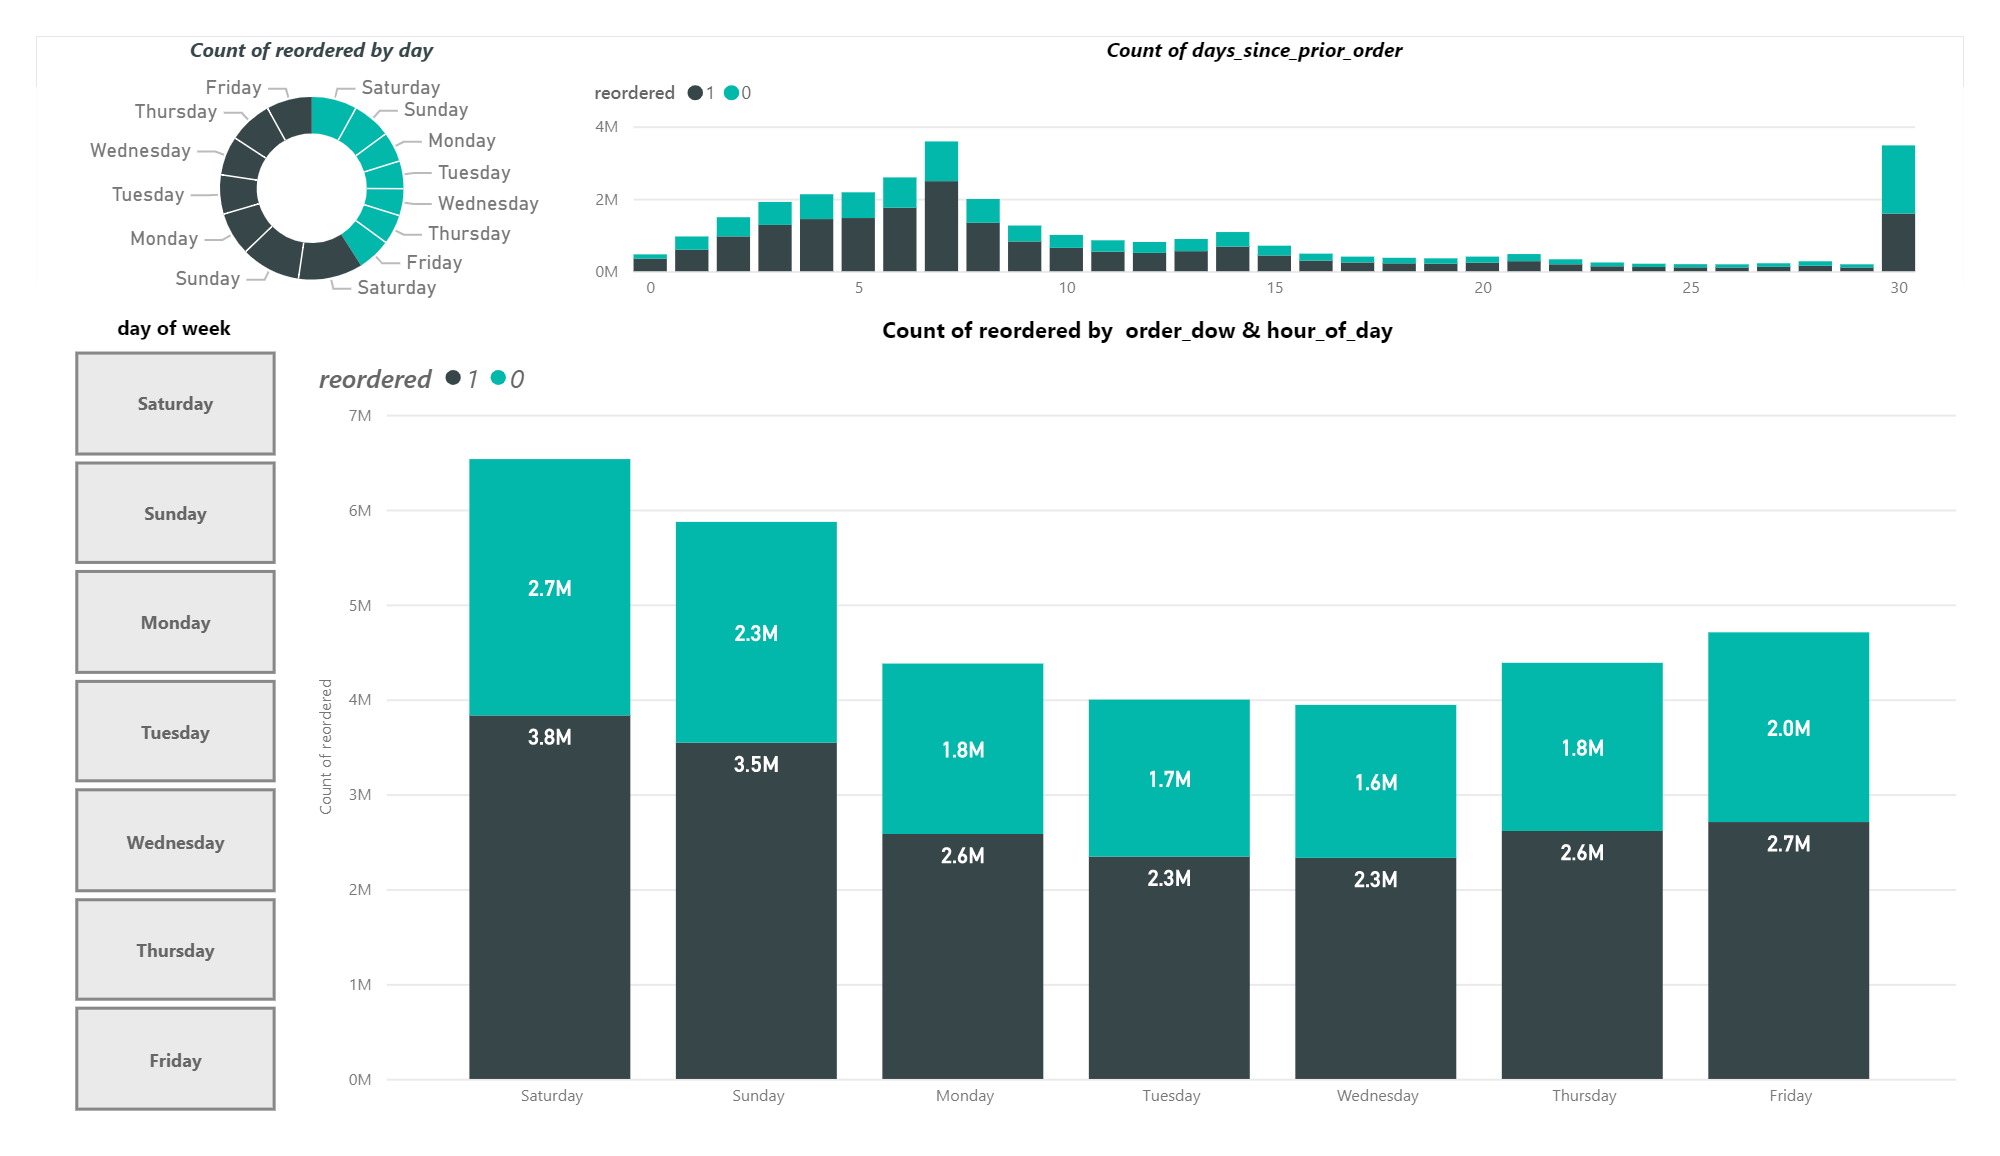 Count of reordered by day
Friday
Saturday
Thursday
Sunday
Wednesday
Monday
Tuesday
Tuesday
Wednesday
Monday
Thursday
Sunday
Friday
Saturday
Count of days_since_prior_order
reordered 1 0
4M
2M
0M
0 5 10 15 20 25 30
day of week
Saturday
Sunday
Monday
Tuesday
Wednesday
Thursday
Friday
Count of reordered by order_dow & hour_of_day
reordered 1 0
Count of reordered
7M
6M
5M
4M
3M
2M
1M
0M
2.7M
3.8M
2.3M
3.5M
1.8M
2.6M
1.7M
2.3M
1.6M
2.3M
1.8M
2.6M
2.0M
2.7M
Saturday Sunday Monday Tuesday Wednesday Thursday Friday